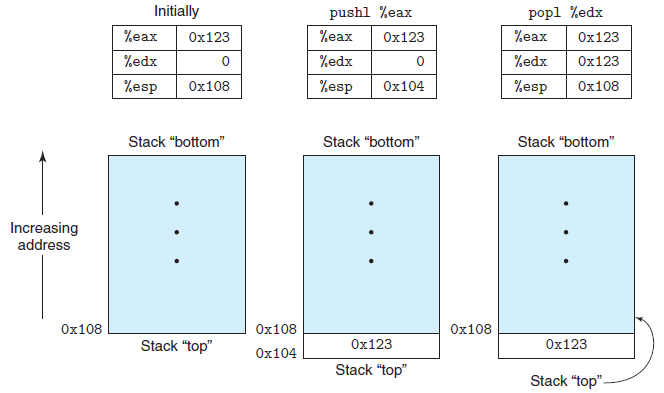 Initially
%eax 0x123
%edx 0
%esp 0x108
pushl %eax
%eax 0x123
%edx 0
%esp 0x104
popl %edx
%eax 0x123
%edx 0x123
%esp 0x108
Increasing
address
Stack “bottom”
0x108
Stack “top”
Stack “bottom”
0x108
0x104
0x123
Stack “top”
Stack “bottom”
0x108
0x123
Stack “top”